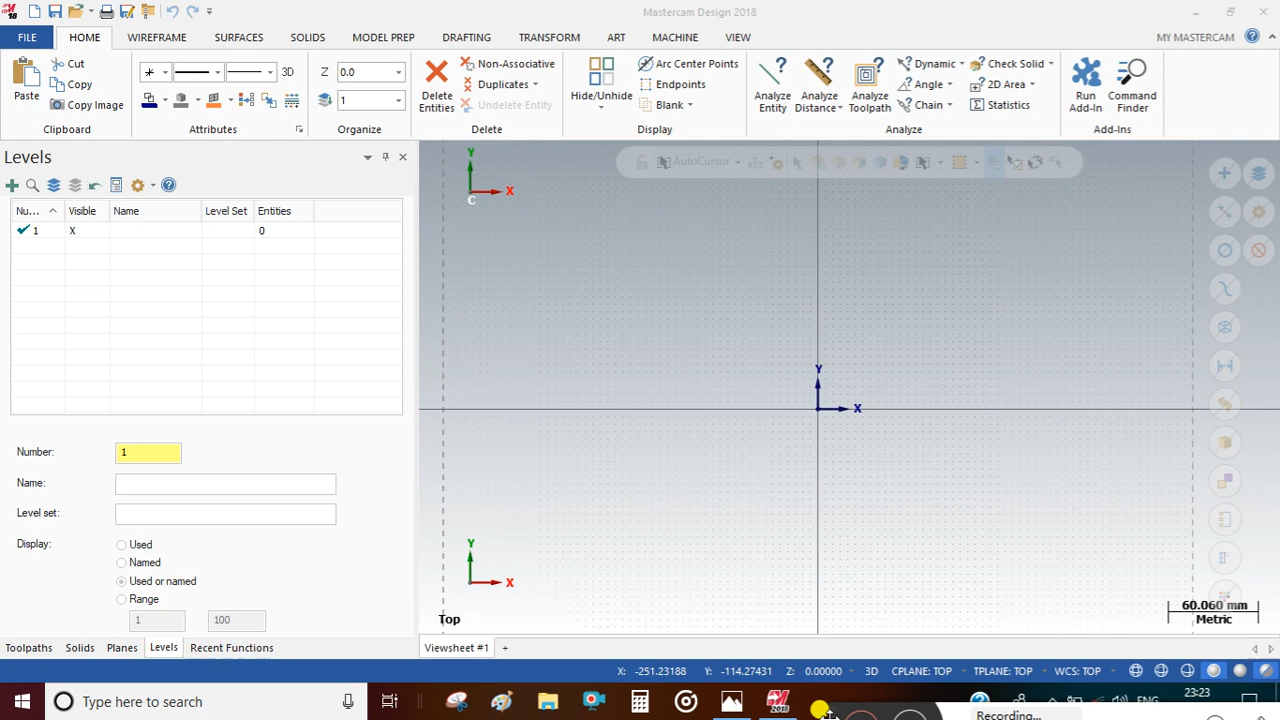 Mastercam Design 2018
FILE HOME WIREFRAME SURFACES SOLIDS MODEL PREP DRAFTING TRANSFORM ART MACHINE VIEW MY MASTERCAM
Paste
Cut
Copy
Copy Image
Clipboard
3D
Attributes
Z 0.0
1
Organize
Delete Entities
Non-Associative
Duplicates
Undelete Entity
Delete
Hide/Unhide
Arc Center Points
Endpoints
Blank
Display
Analyze Entity
Analyze Distance
Analyze Toolpath
Dynamic
Angle
Chain
Check Solid
2D Area
Statistics
Analyze
Run Add-In
Command Finder
Add-Ins
Levels
Nu... Visible Name Level Set Entities
1 X 0
Number: 1
Name:
Level set:
Display:
Used
Named
Used or named
Range
1 100
Toolpaths Solids Planes Levels Recent Functions
AutoCursor
Y
X
C
Y
X
Y
X
Top
60.060 mm
Metric
Viewsheet #1 +
X: -251.23188 Y: -114.27431 Z: 0.00000 3D CPLANE: TOP TPLANE: TOP WCS: TOP
Type here to search
2018
ENG
23:23
Recording...